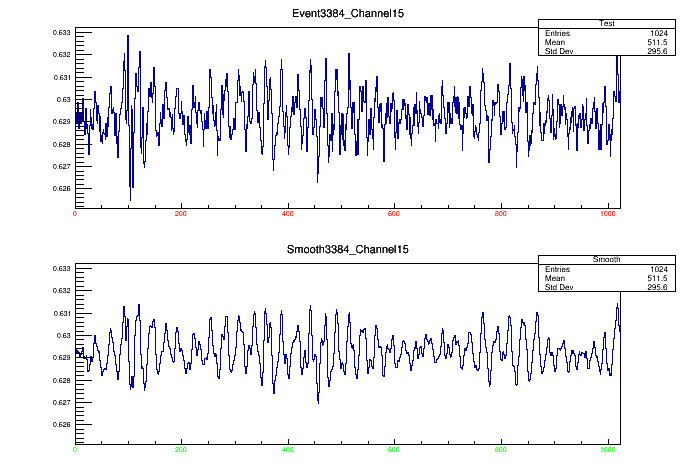 Event3384_Channel15
Test
Entries 1024
Mean 511.5
Std Dev 295.6
0.633
0.632
0.631
0.63
0.629
0.628
0.627
0.626
0 200 400 600 800 1000
Smooth3384_Channel15
Smooth
Entries 1024
Mean 511.5
Std Dev 295.6
0.633
0.632
0.631
0.63
0.629
0.628
0.627
0.626
0 200 400 600 800 1000